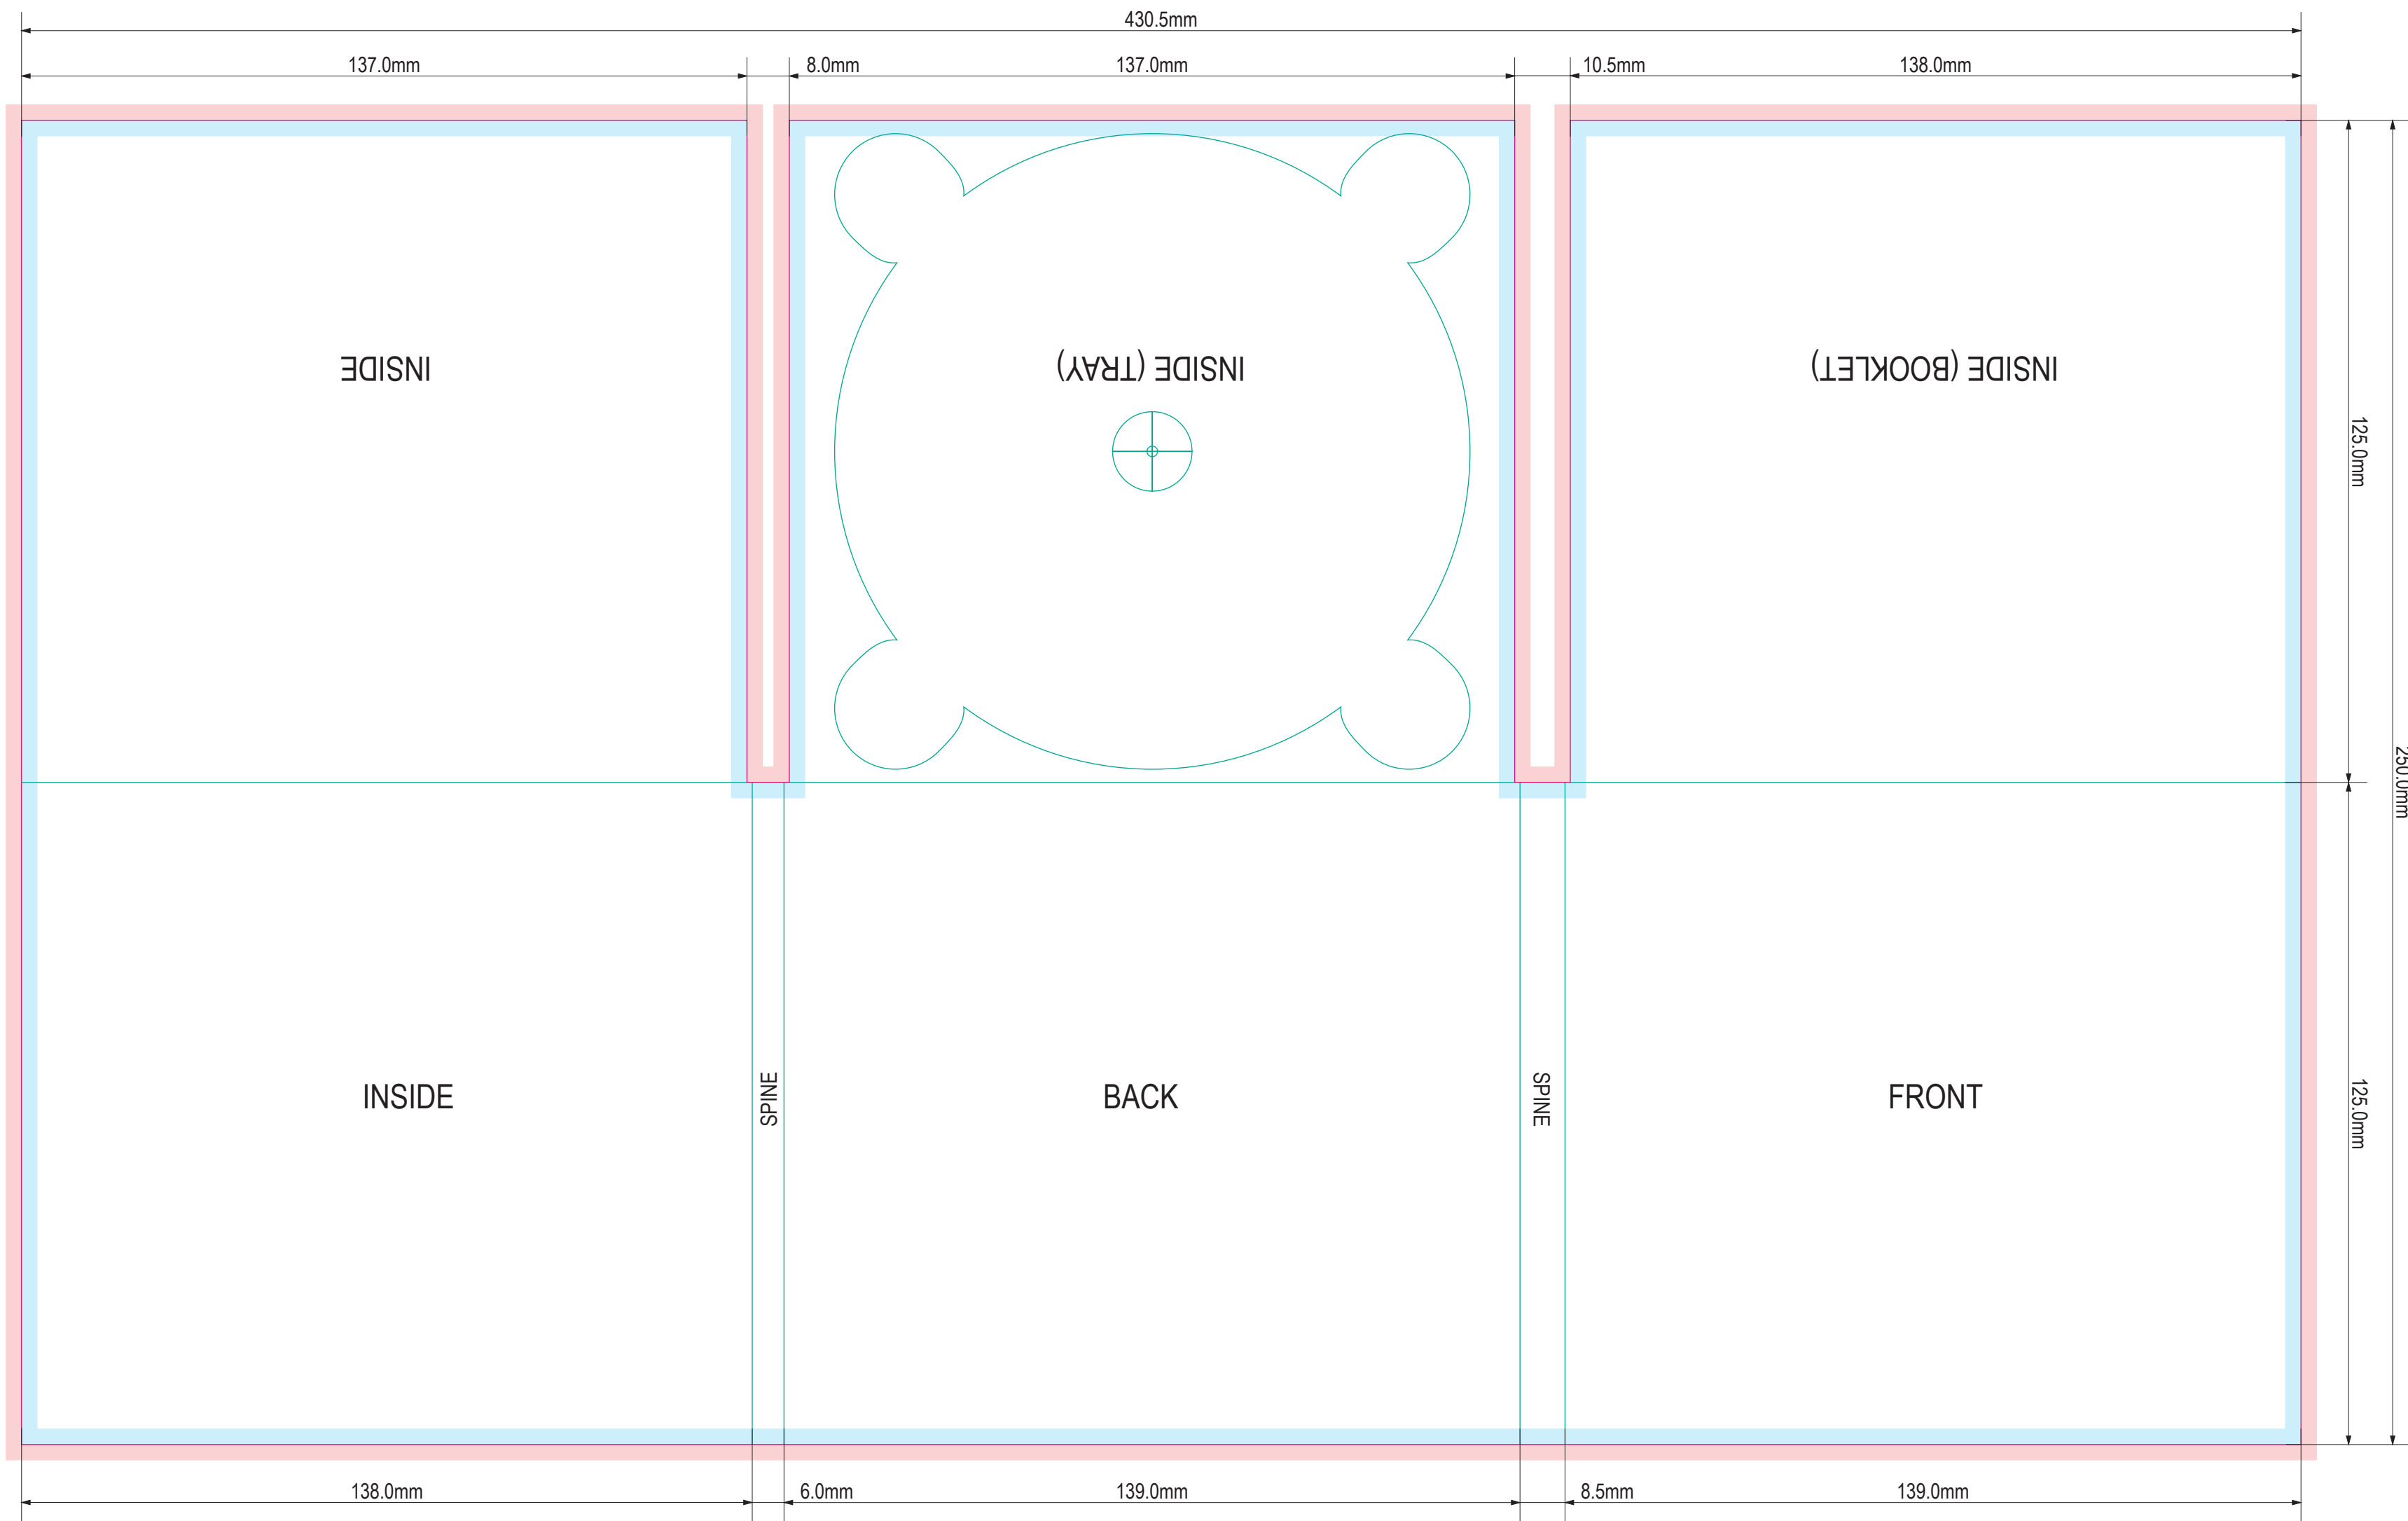 430.5mm
137.0mm
8.0mm
137.0mm
10.5mm
138.0mm
INSIDE
INSIDE (TRAY)
INSIDE (BOOKLET)
125.0mm
250.0mm
INSIDE
SPINE
BACK
SPINE
FRONT
125.0mm
138.0mm
6.0mm
139.0mm
8.5mm
139.0mm